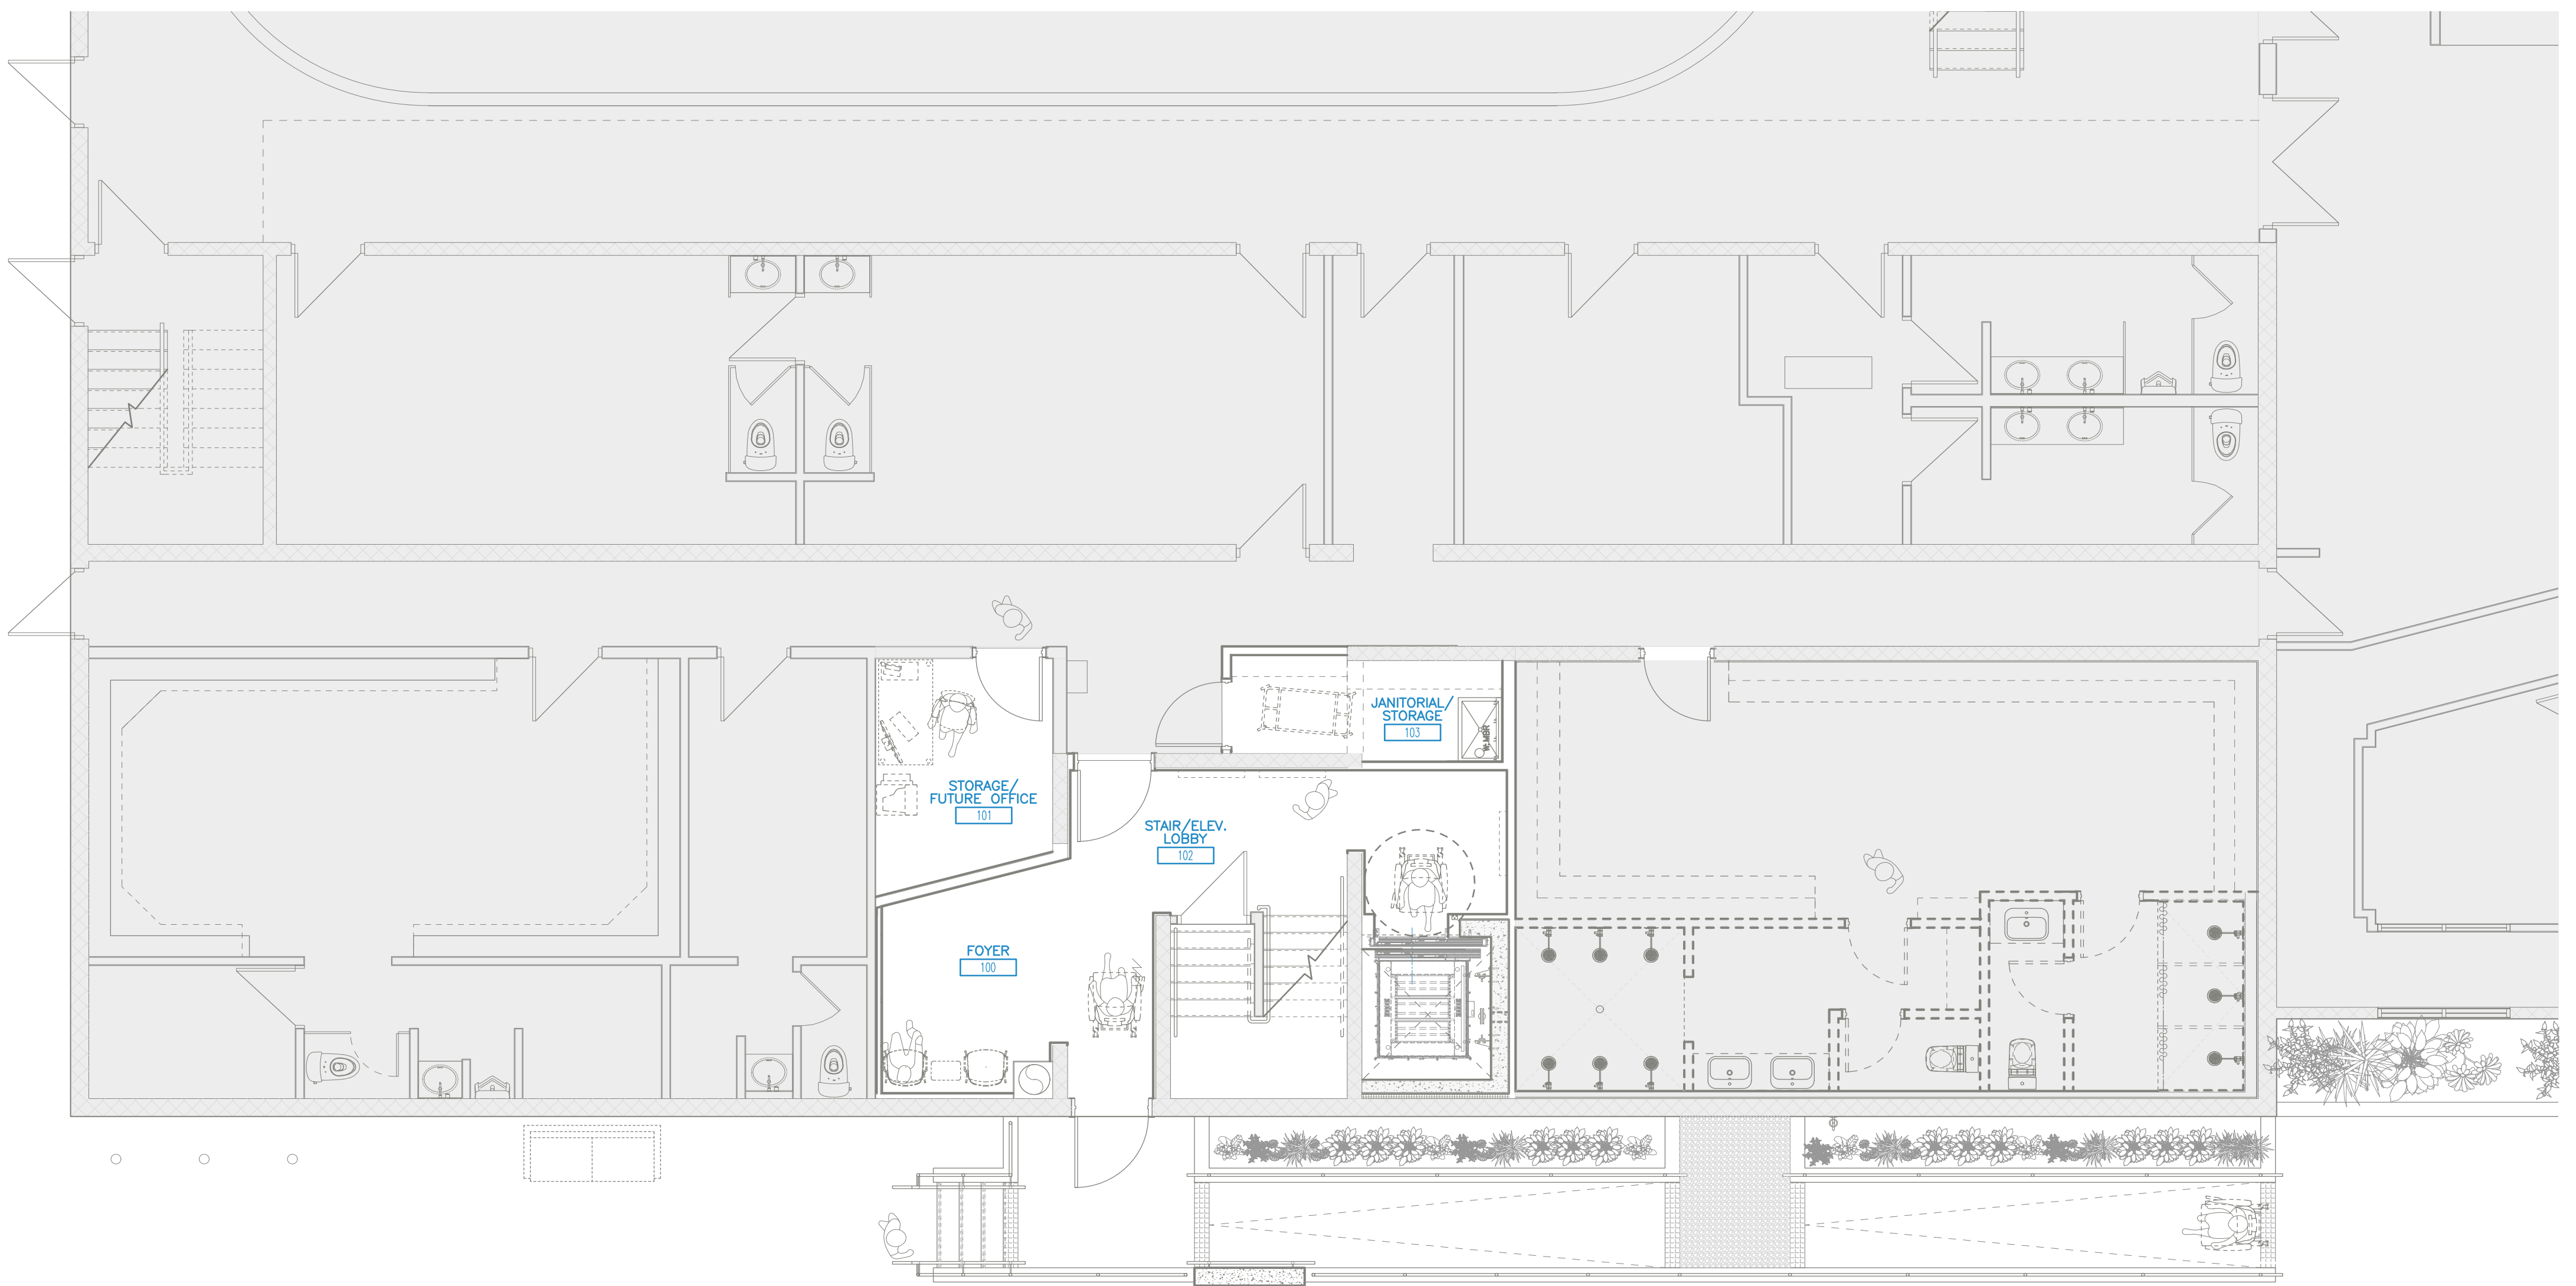 JANITORIAL/
STORAGE
103
STORAGE/
FUTURE OFFICE
101
STAIR/ELEV.
LOBBY
102
FOYER
100